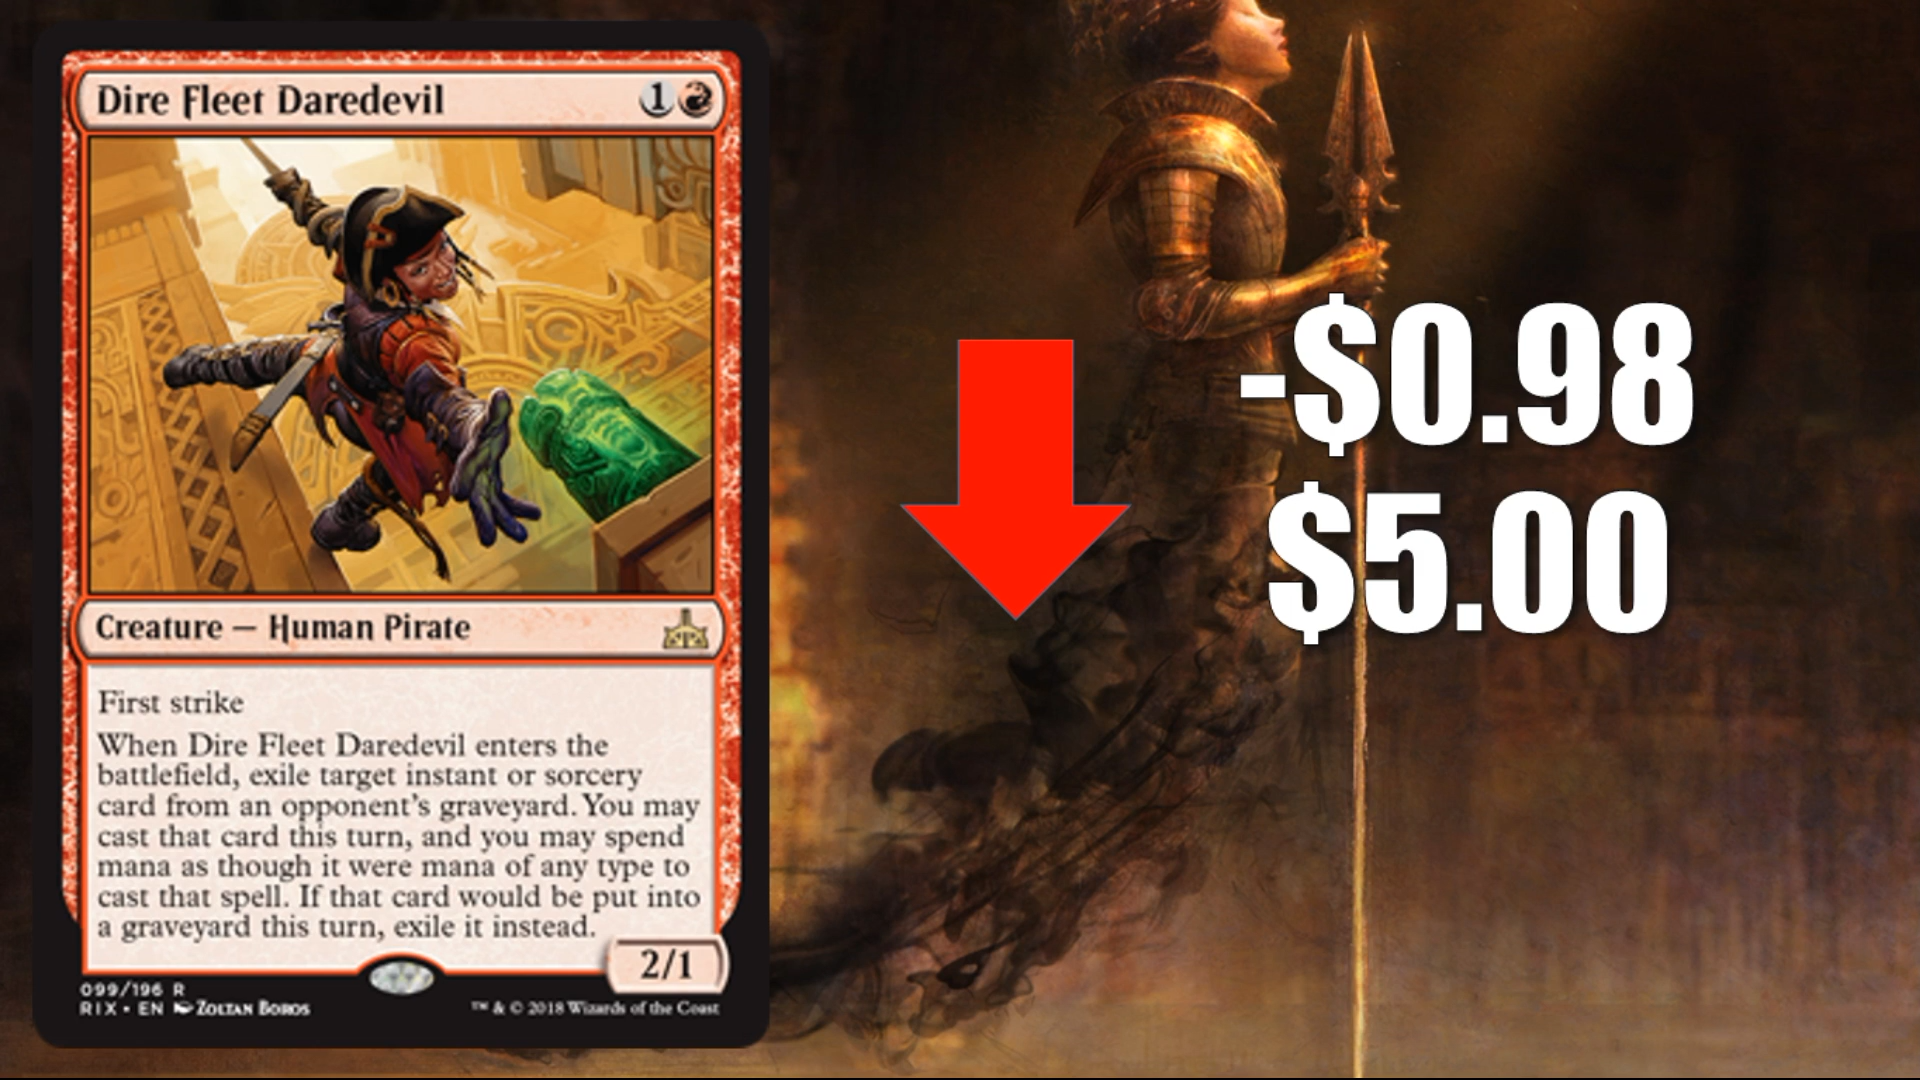 Dire Fleet Daredevil 1
Creature — Human Pirate
First strike
When Dire Fleet Daredevil enters the
battlefield, exile target instant or sorcery
card from an opponent's graveyard. You may
cast that card this turn, and you may spend
mana as though it were mana of any type to
cast that spell. If that card would be put into
a graveyard this turn, exile it instead.
2/1
099/196 R
RIX • EN Zoltan Boros
™ & © 2018 Wizards of the Coast
-$0.98
$5.00